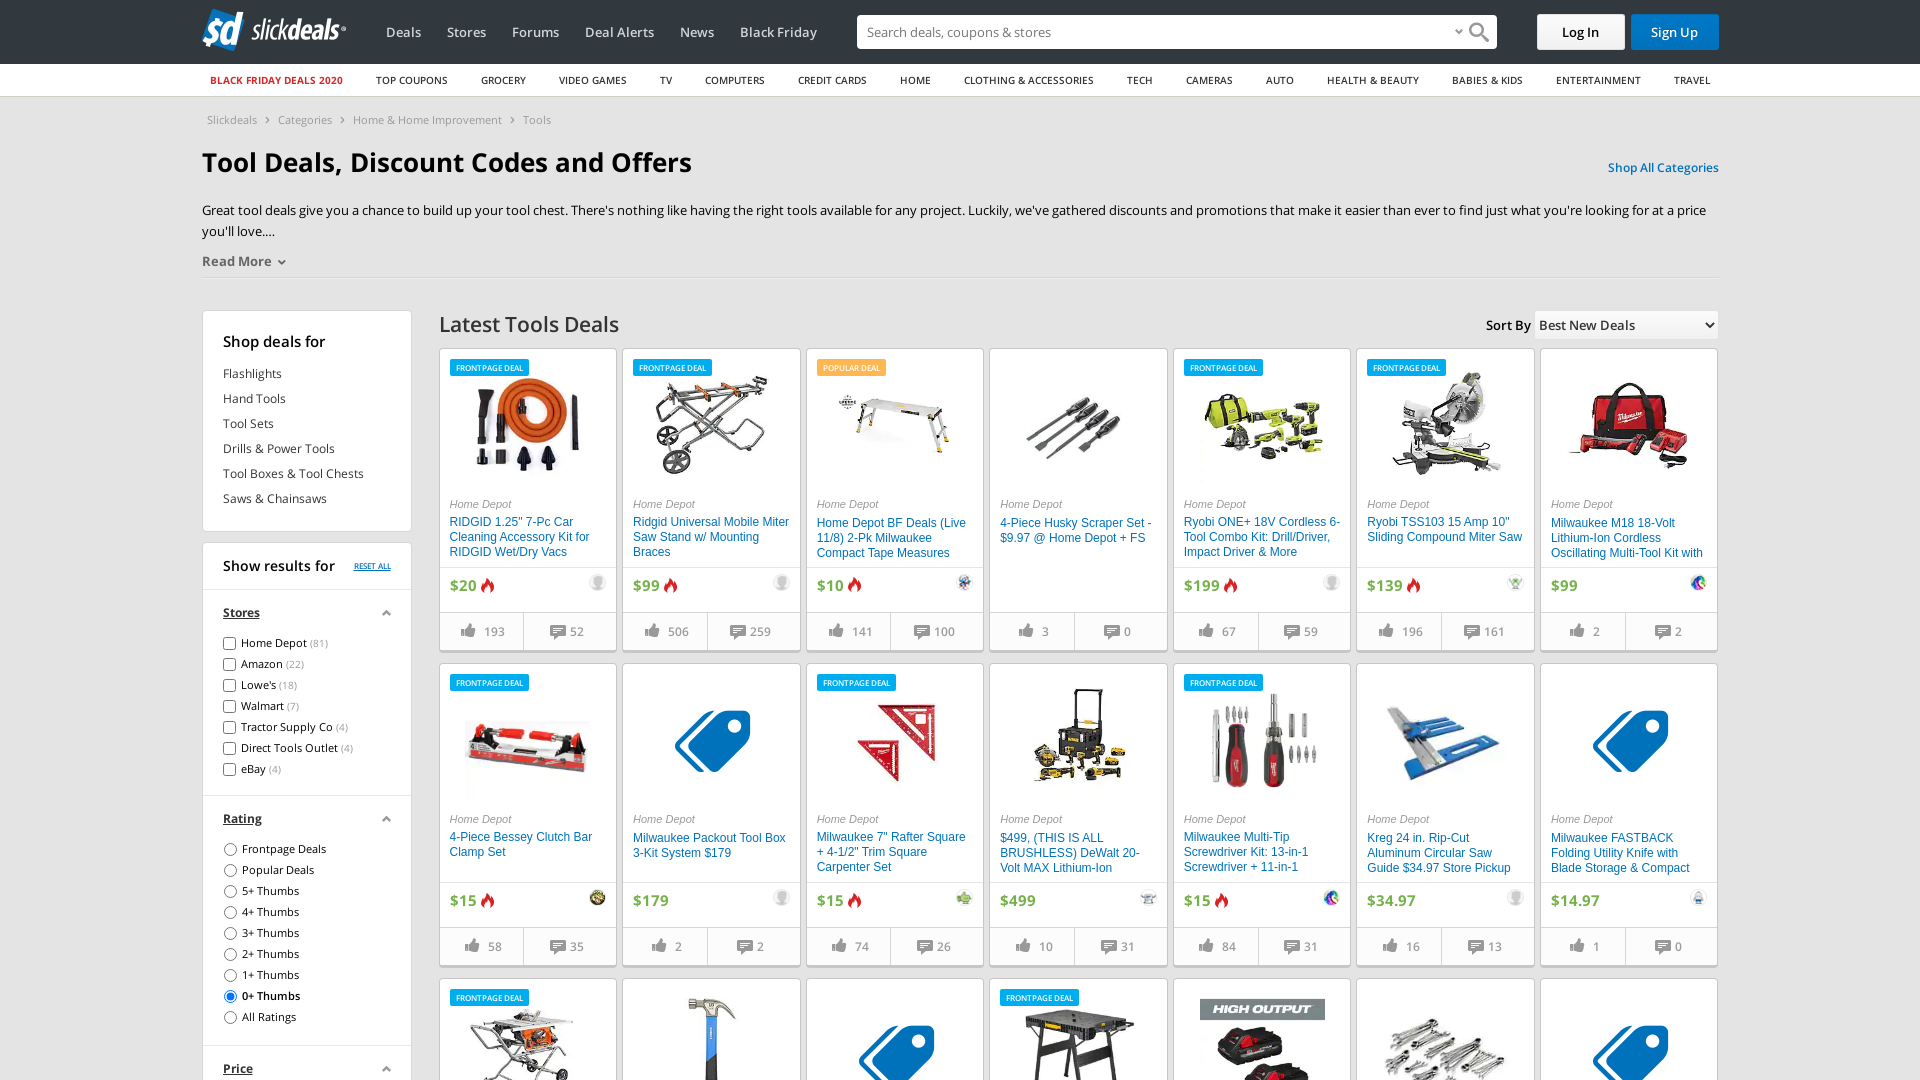 slickdeals
Deals
Stores
Forums
Deal Alerts
News
Black Friday
Search deals, coupons & stores
Log In
Sign Up
BLACK FRIDAY DEALS 2020
TOP COUPONS
GROCERY
VIDEO GAMES
TV
COMPUTERS
CREDIT CARDS
HOME
CLOTHING & ACCESSORIES
TECH
CAMERAS
AUTO
HEALTH & BEAUTY
BABIES & KIDS
ENTERTAINMENT
TRAVEL
Slickdeals
Categories
Home & Home Improvement
Tools
Tool Deals, Discount Codes and Offers
Shop All Categories
Great tool deals give you a chance to build up your tool chest. There's nothing like having the right tools available for any project. Luckily, we've gathered discounts and promotions that make it easier than ever to find just what you're looking for at a price
you'll love....
Read More
Shop deals for
Flashlights
Hand Tools
Tool Sets
Drills & Power Tools
Tool Boxes & Tool Chests
Saws & Chainsaws
Show results for
RESET ALL
Stores
Home Depot (81)
Amazon (22)
Lowe's (18)
Walmart (7)
Tractor Supply Co (4)
Direct Tools Outlet (4)
eBay (4)
Rating
Frontpage Deals
Popular Deals
5+ Thumbs
4+ Thumbs
3+ Thumbs
2+ Thumbs
1+ Thumbs
0+ Thumbs
All Ratings
Price
Latest Tools Deals
Sort By
Best New Deals
FRONTPAGE DEAL
Home Depot
RIDGID 1.25" 7-Pc Car
Cleaning Accessory Kit for
RIDGID Wet/Dry Vacs
$20
193
52
FRONTPAGE DEAL
Home Depot
Ridgid Universal Mobile Miter
Saw Stand w/ Mounting
Braces
$99
506
259
POPULAR DEAL
Home Depot
Home Depot BF Deals (Live
11/8) 2-Pk Milwaukee
Compact Tape Measures
$10
141
100
Home Depot
4-Piece Husky Scraper Set -
$9.97 @ Home Depot + FS
3
0
FRONTPAGE DEAL
Home Depot
Ryobi ONE+ 18V Cordless 6-
Tool Combo Kit: Drill/Driver,
Impact Driver & More
$199
67
59
FRONTPAGE DEAL
Home Depot
Ryobi TSS103 15 Amp 10"
Sliding Compound Miter Saw
$139
196
161
Milwaukee
Home Depot
Milwaukee M18 18-Volt
Lithium-Ion Cordless
Oscillating Multi-Tool Kit with
$99
2
2
FRONTPAGE DEAL
Home Depot
4-Piece Bessey Clutch Bar
Clamp Set
$15
58
35
Home Depot
Milwaukee Packout Tool Box
3-Kit System $179
$179
2
2
FRONTPAGE DEAL
Home Depot
Milwaukee 7" Rafter Square
+ 4-1/2" Trim Square
Carpenter Set
$15
74
26
Home Depot
$499, (THIS IS ALL
BRUSHLESS) DeWalt 20-
Volt MAX Lithium-Ion
$499
10
31
FRONTPAGE DEAL
Home Depot
Milwaukee Multi-Tip
Screwdriver Kit: 13-in-1
Screwdriver + 11-in-1
$15
84
31
Home Depot
Kreg 24 in. Rip-Cut
Aluminum Circular Saw
Guide $34.97 Store Pickup
$34.97
16
13
Home Depot
Milwaukee FASTBACK
Folding Utility Knife with
Blade Storage & Compact
$14.97
1
0
FRONTPAGE DEAL
FRONTPAGE DEAL
HIGH OUTPUT